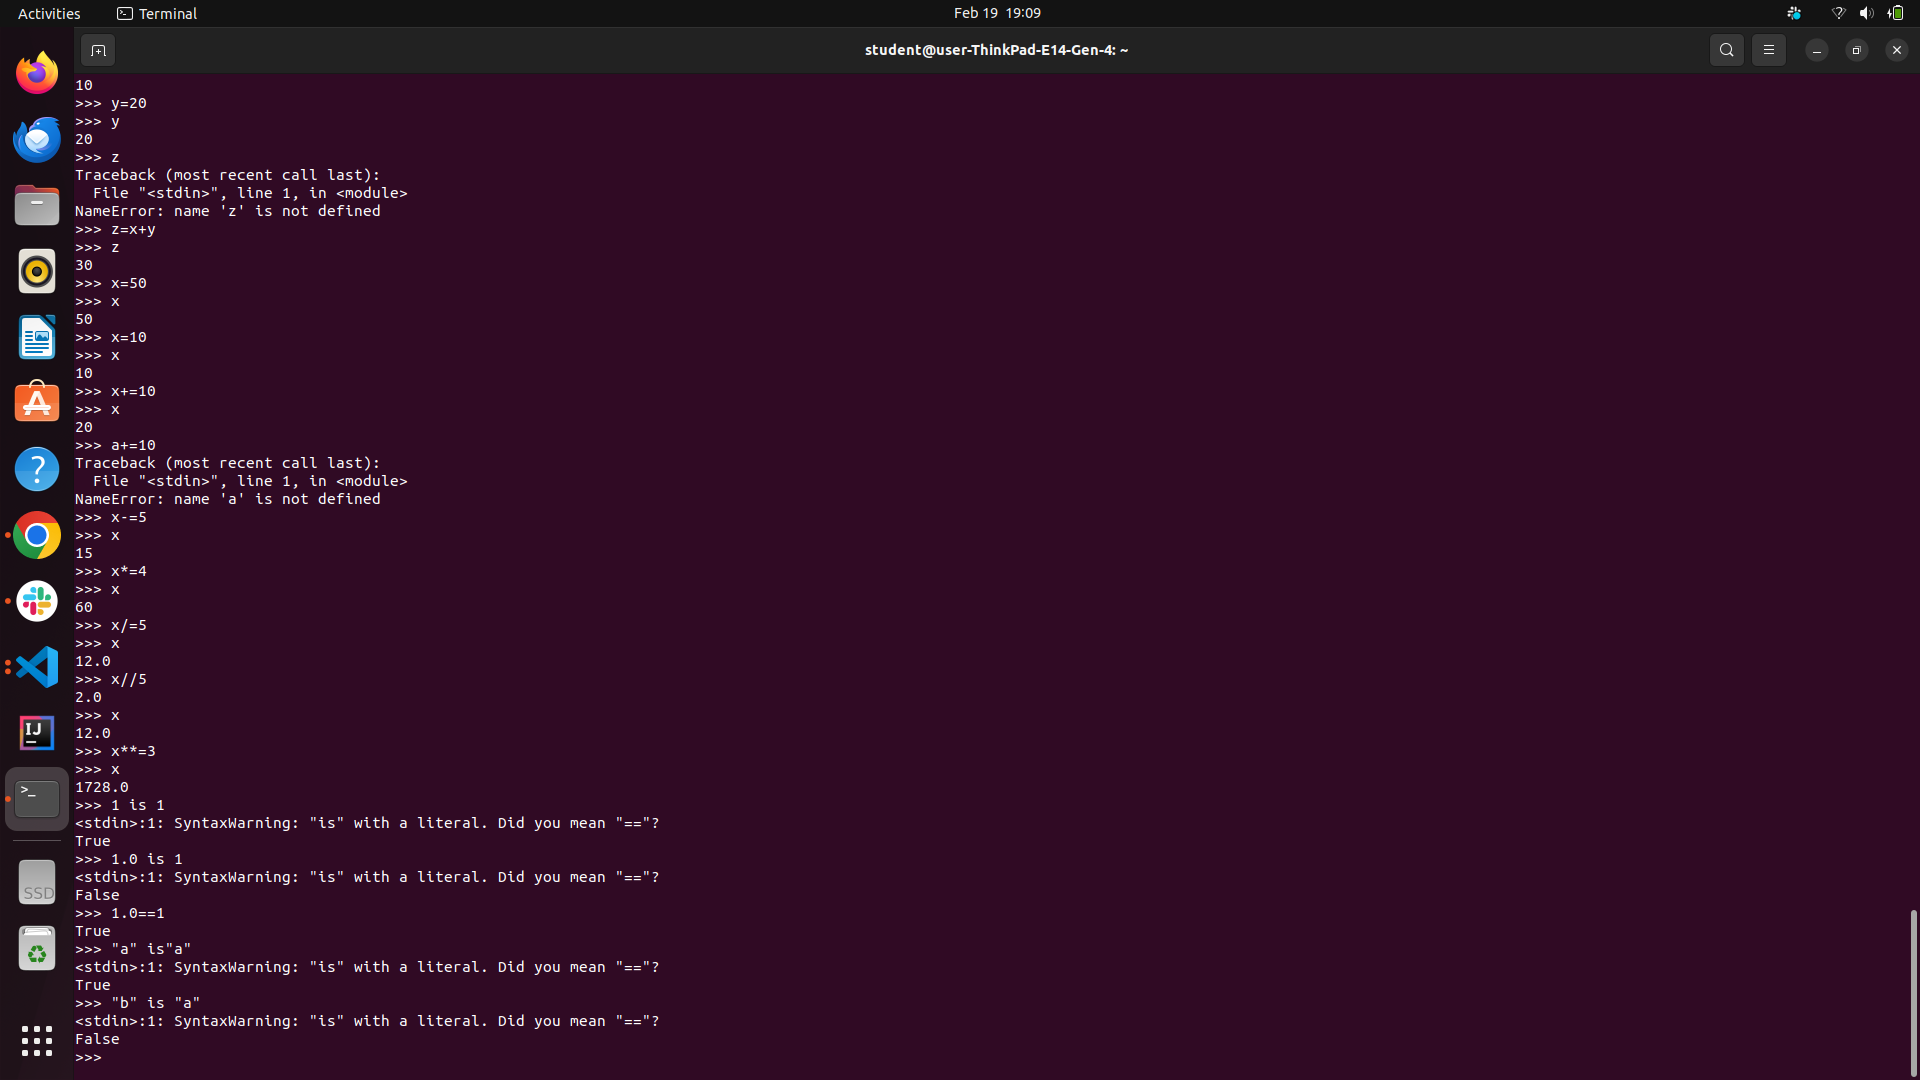 Activities
Terminal
Feb 19 19:09
student@user-ThinkPad-E14-Gen-4: ~
10
>>> y=20
>>> y
20
>>> z
Traceback (most recent call last):
  File "<stdin>", line 1, in <module>
NameError: name 'z' is not defined
>>> z=x+y
>>> z
30
>>> x=50
>>> x
50
>>> x=10
>>> x
10
>>> x+=10
>>> x
20
>>> a+=10
Traceback (most recent call last):
  File "<stdin>", line 1, in <module>
NameError: name 'a' is not defined
>>> x-=5
>>> x
15
>>> x*=4
>>> x
60
>>> x/=5
>>> x
12.0
>>> x//5
2.0
>>> x
12.0
>>> x**=3
>>> x
1728.0
>>> 1 is 1
<stdin>:1: SyntaxWarning: "is" with a literal. Did you mean "=="?
True
>>> 1.0 is 1
<stdin>:1: SyntaxWarning: "is" with a literal. Did you mean "=="?
False
>>> 1.0==1
True
>>> "a" is"a"
<stdin>:1: SyntaxWarning: "is" with a literal. Did you mean "=="?
True
>>> "b" is "a"
<stdin>:1: SyntaxWarning: "is" with a literal. Did you mean "=="?
False
>>>
IJ
>_
SSD